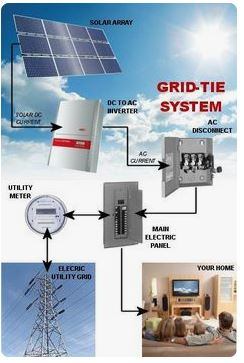 SOLAR ARRAY
DC TO AC
INVERTER
GRID-TIE
SYSTEM
SOLAR DC
CURRENT
AC
DISCONNECT
AC
CURRENT
UTILITY
METER
MAIN
ELECTRIC
PANEL
ELECRIC
UTILITY GRID
YOUR HOME